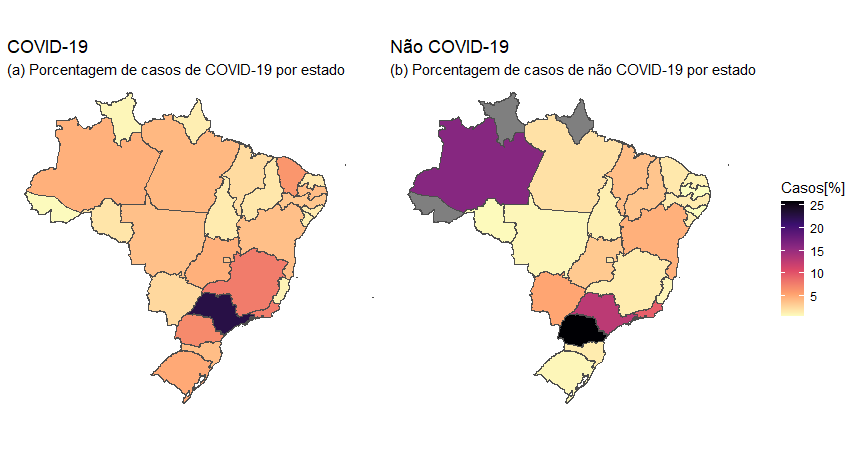 COVID-19
(a) Porcentagem de casos de COVID-19 por estado
Não COVID-19
(b) Porcentagem de casos de não COVID-19 por estado
Casos[%]
25
20
15
10
5